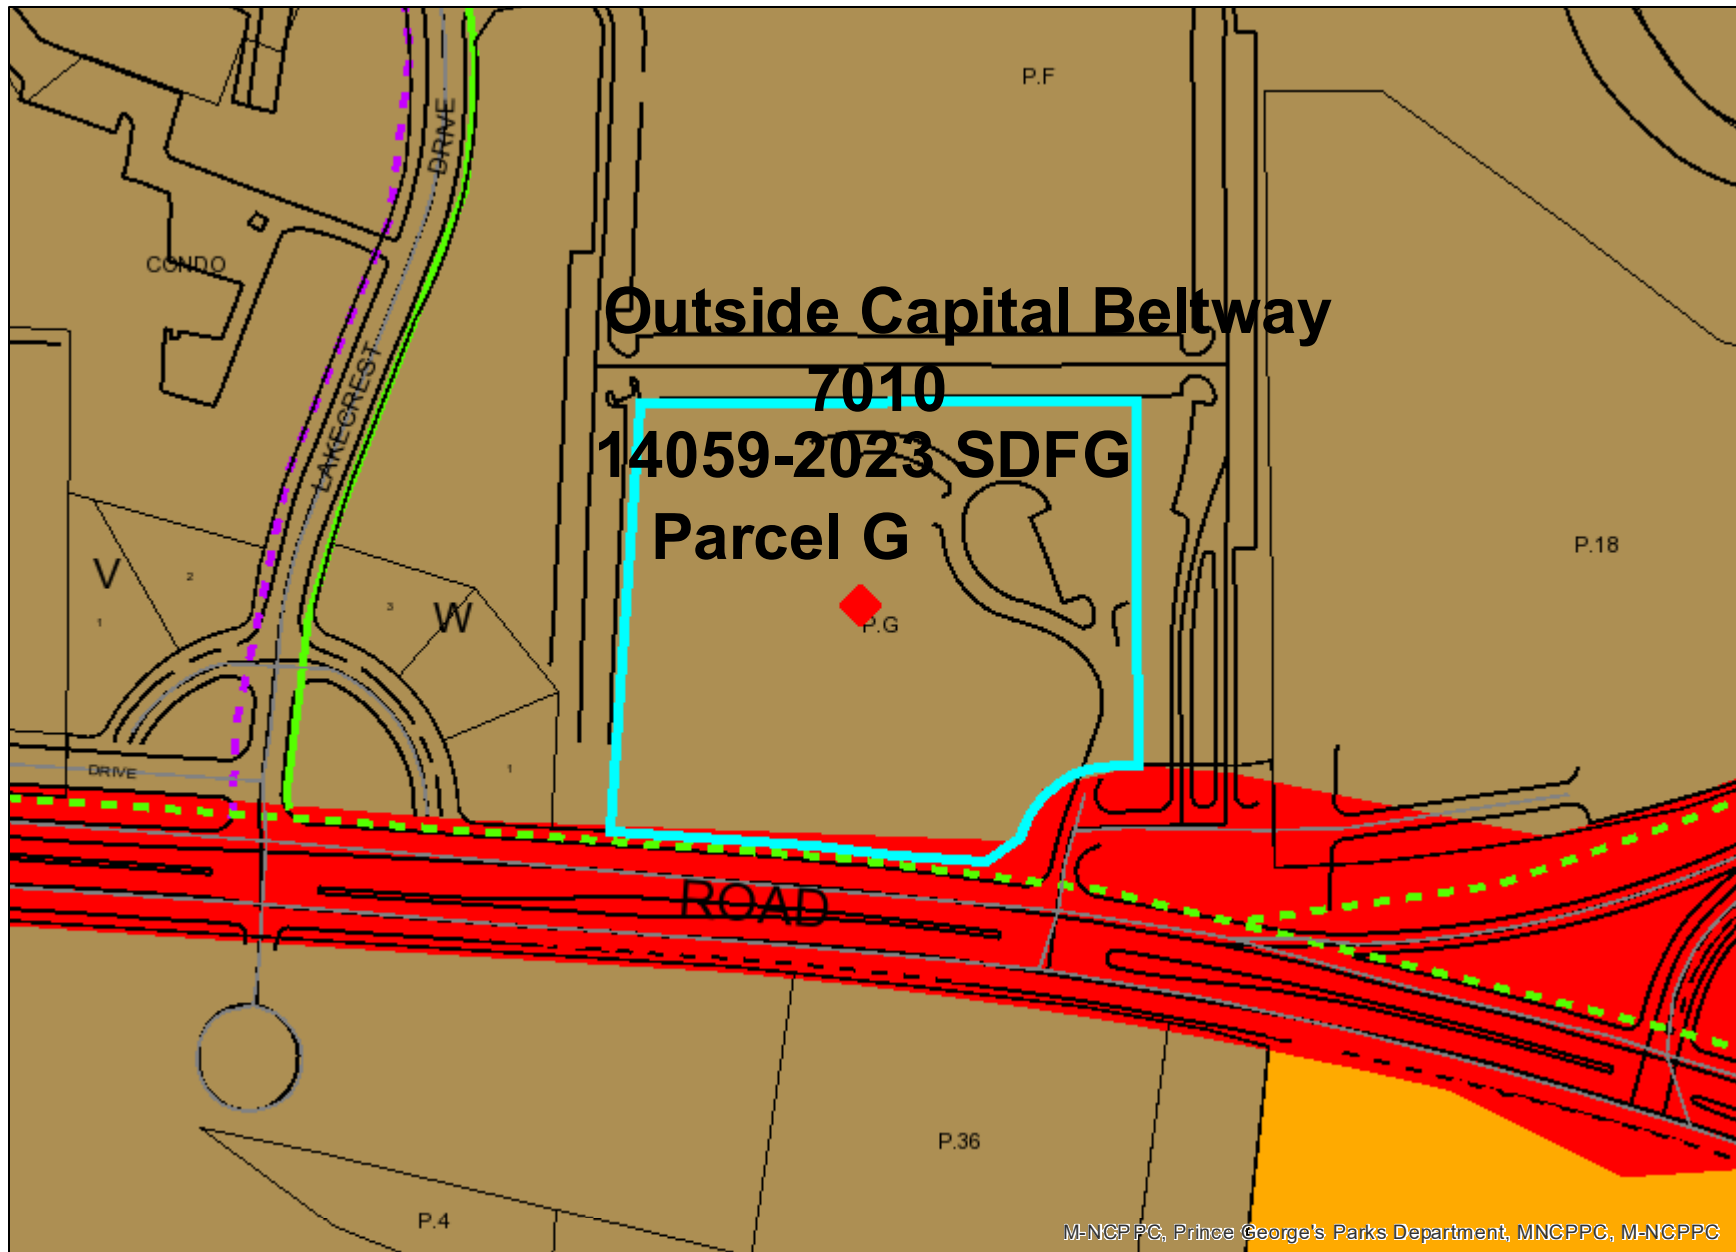 P.F
DRIVE
CONDO
Outside Capital Beltway
7010
14059-2023 SDFG
Parcel G
LAKECREST
P.18
V
2
1
3
W
P.G
1
DRIVE
ROAD
P.36
P.4
M-NCPPC, Prince George's Parks Department, MNCPPC, M-NCPPC